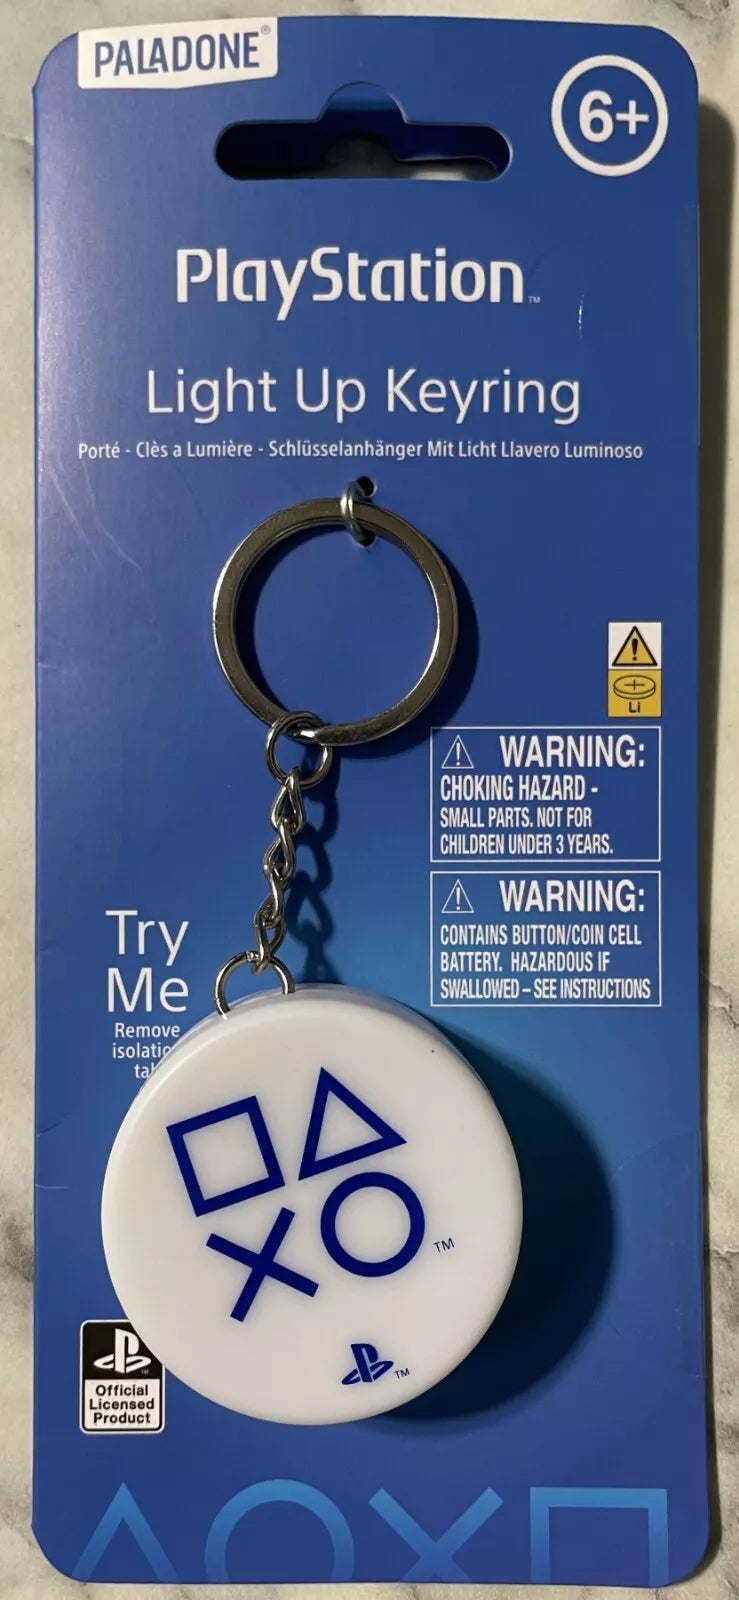 PALADONE®
6+
PlayStation™
Light Up Keyring
Porté - Clès a Lumière - Schlüsselanhänger Mit Licht Llavero Luminoso
Li
WARNING:
CHOKING HAZARD -
SMALL PARTS. NOT FOR
CHILDREN UNDER 3 YEARS.
WARNING:
CONTAINS BUTTON/COIN CELL
BATTERY. HAZARDOUS IF
SWALLOWED – SEE INSTRUCTIONS
Try
Me
Remove
TM
TM
TM
Official
Licensed
Product